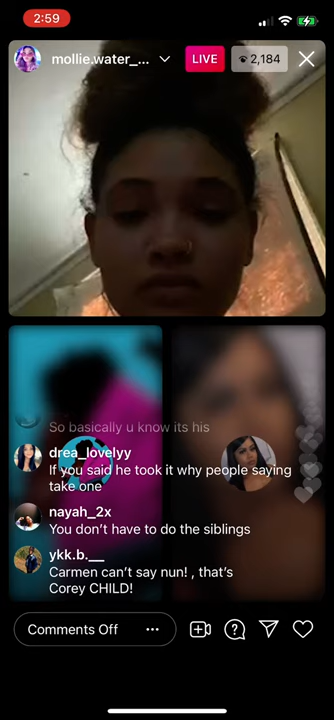 2:59
mollie.water_...
LIVE
2,184
So basically u know its his
drea_lovelyy
If you said he took it why people saying
take one
nayah_2x
You don't have to do the siblings
ykk.b.__
Carmen can't say nun! , that's
Corey CHILD!
Comments Off